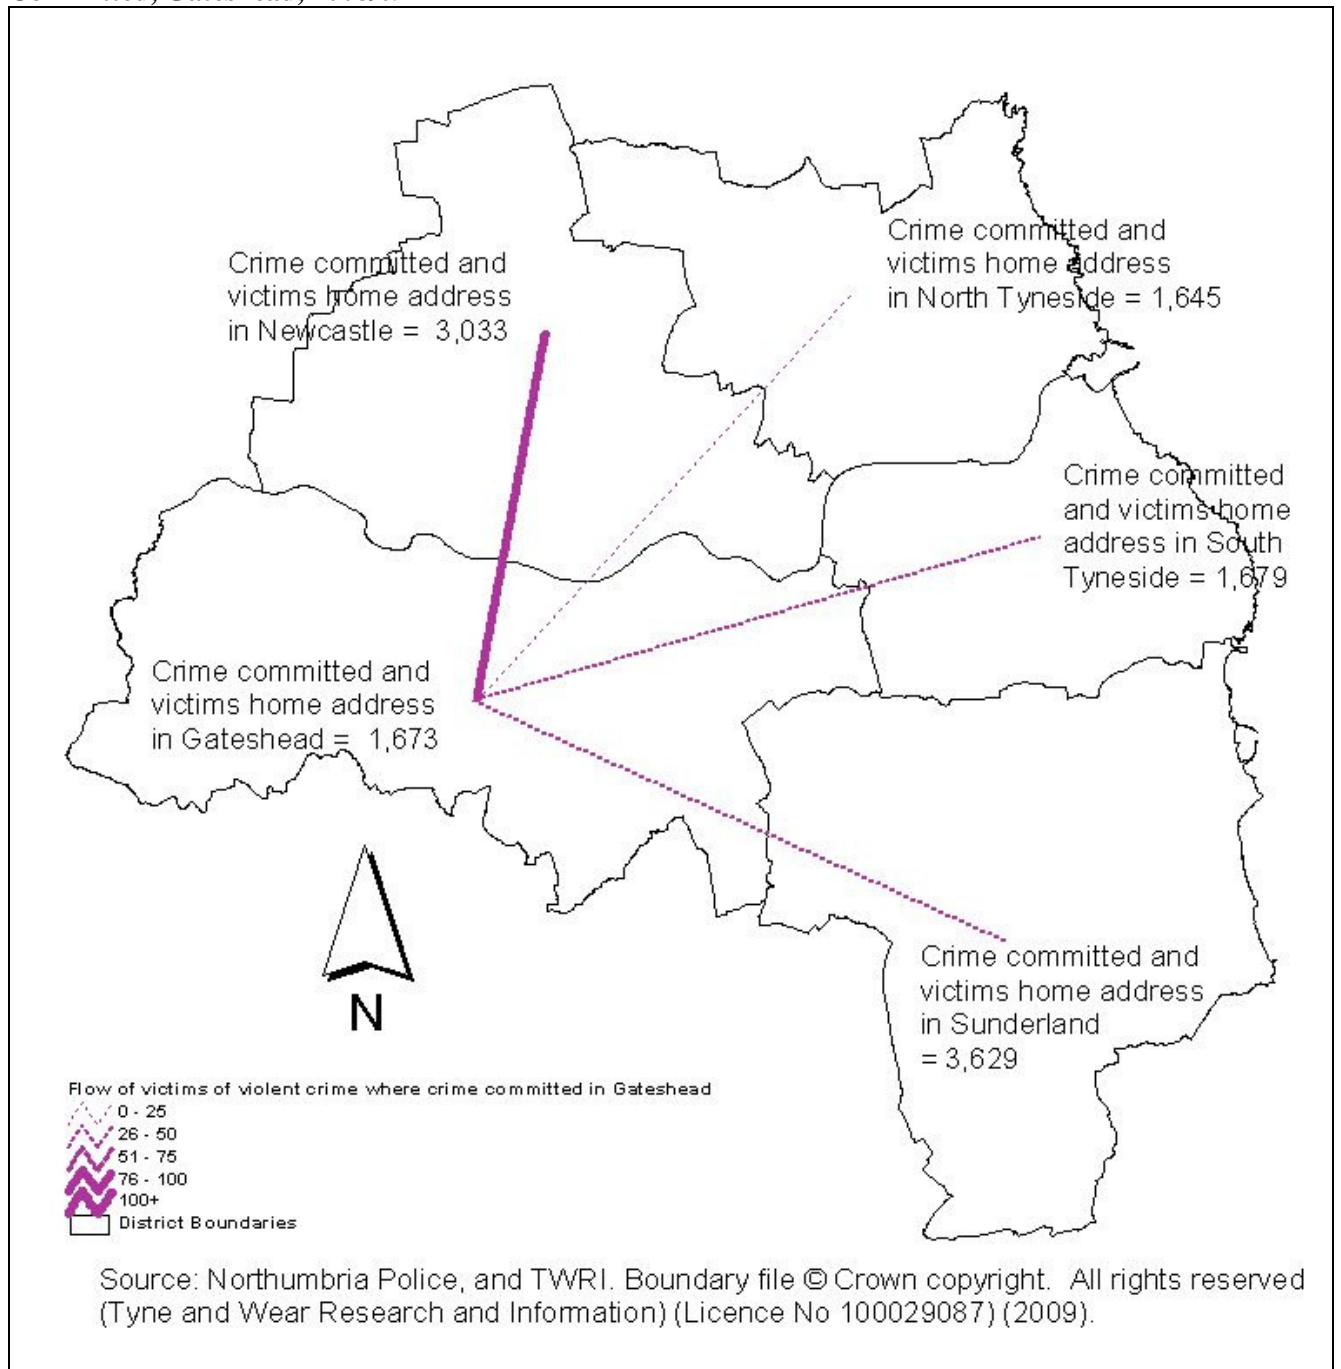 Crime committed and
victims home address
in North Tyneside = 1,645
Crime committed and
victims home address
in Newcastle = 3,033
Crime committed
and victims home
address in South
Tyneside = 1,679
Crime committed and
victims home address
in Gateshead = 1,673
Crime committed and
victims home address
in Sunderland
= 3,629
N
Flow of victims of violent crime where crime committed in Gateshead
0 - 25
26 - 50
51 - 75
76 - 100
100+
District Boundaries
Source: Northumbria Police, and TWRI. Boundary file © Crown copyright. All rights reserved
(Tyne and Wear Research and Information) (Licence No 100029087) (2009).